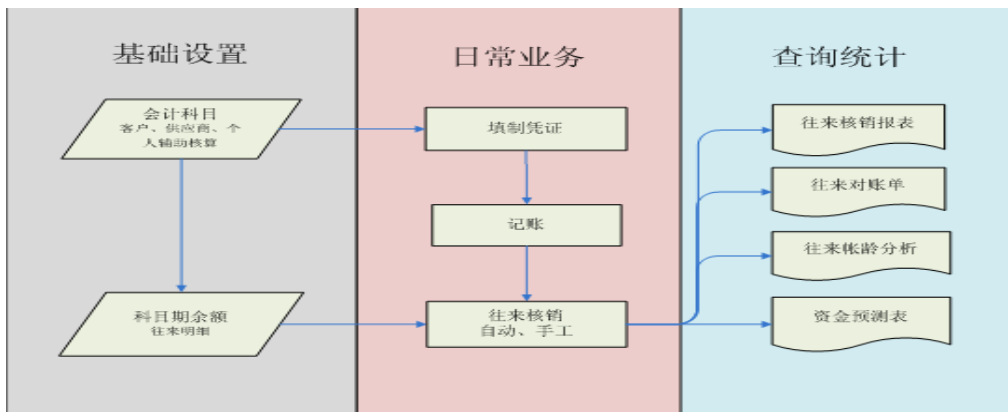 基础设置
日常业务
查询统计
会计科目
客户、供应商、个
人辅助核算
填制凭证
往来核销报表
往来对账单
记账
往来帐龄分析
科目期余额
往来明细
往来核销
自动、手工
资金预测表